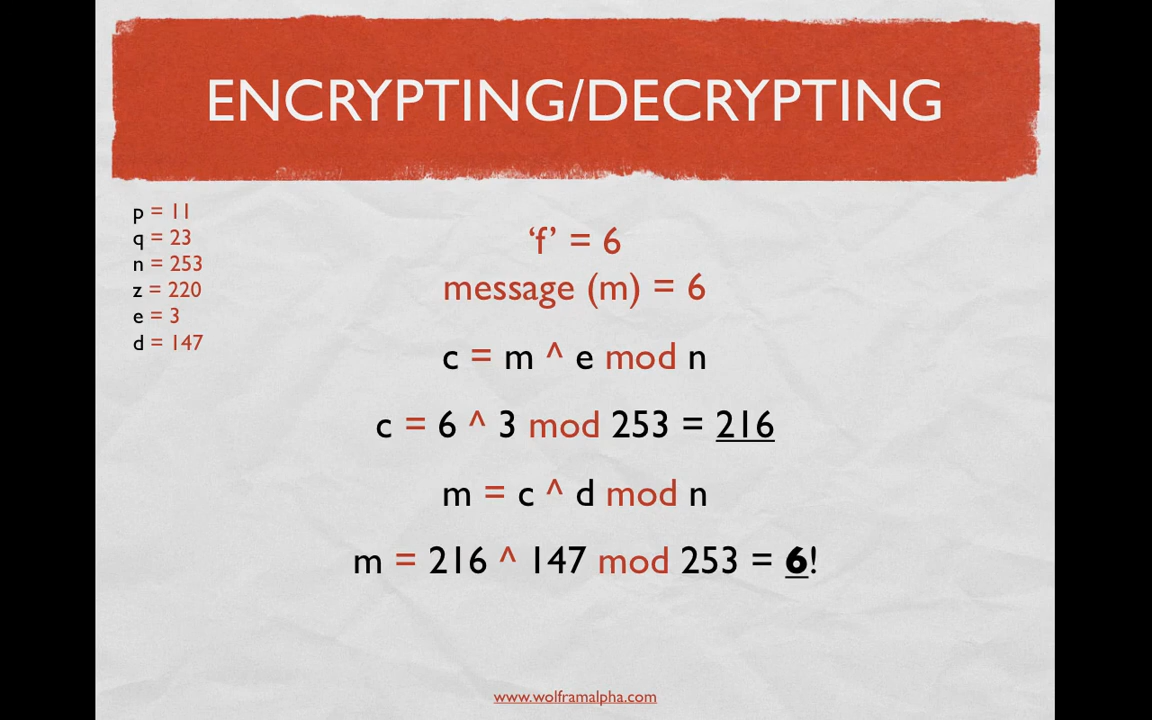 ENCRYPTING/DECRYPTING
p = 11
q = 23
n = 253
z = 220
e = 3
d = 147
‘f’ = 6
message (m) = 6
c = m ^ e mod n
c = 6 ^ 3 mod 253 = 216
m = c ^ d mod n
m = 216 ^ 147 mod 253 = 6!
www.wolframalpha.com